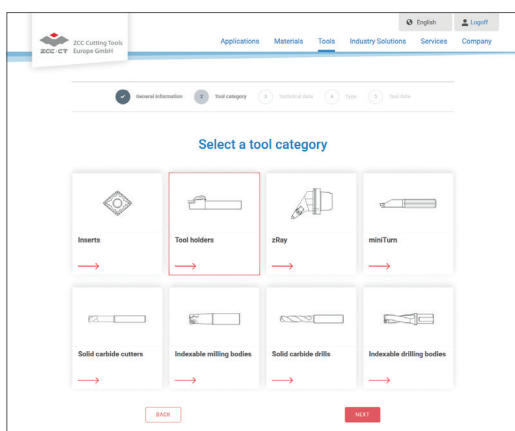 English
Logoff
ZCC Cutting Tools
Europe GmbH
ZCC-CT
Applications
Materials
Tools
Industry Solutions
Services
Company
General Information
2
Tool category
3
Technical data
4
Type
5
Tool data
Select a tool category
Inserts
Tool holders
zRay
miniTurn
Solid carbide cutters
Indexable milling bodies
Solid carbide drills
Indexable drilling bodies
BACK
NEXT